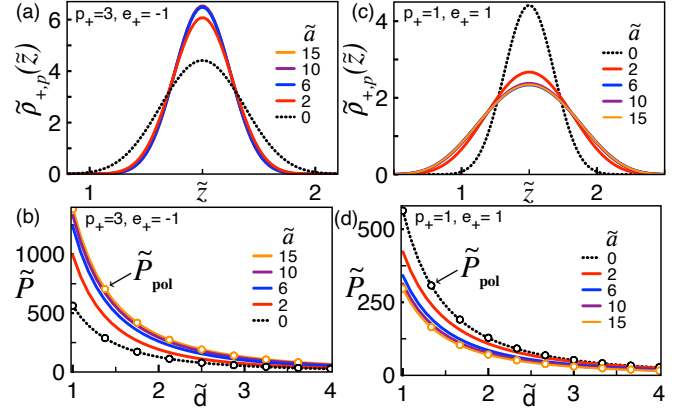 (a) p₊=3, e₊= -1
ã
15
10
6
2
0
6
4
2
0
ρ̃₊,ₚ(z̃)
1
z̃
2
(c) p₊=1, e₊= 1
ã
0
2
6
10
15
4
2
0
ρ̃₊,ₚ(z̃)
1
z̃
2
(b) p₊=3, e₊= -1
ã
15
10
6
2
0
P̃pol
1000
500
0
P̃
1
2
3
4
d̃
(d) p₊=1, e₊= 1
ã
0
2
6
10
15
P̃pol
500
250
0
P̃
1
2
3
4
d̃